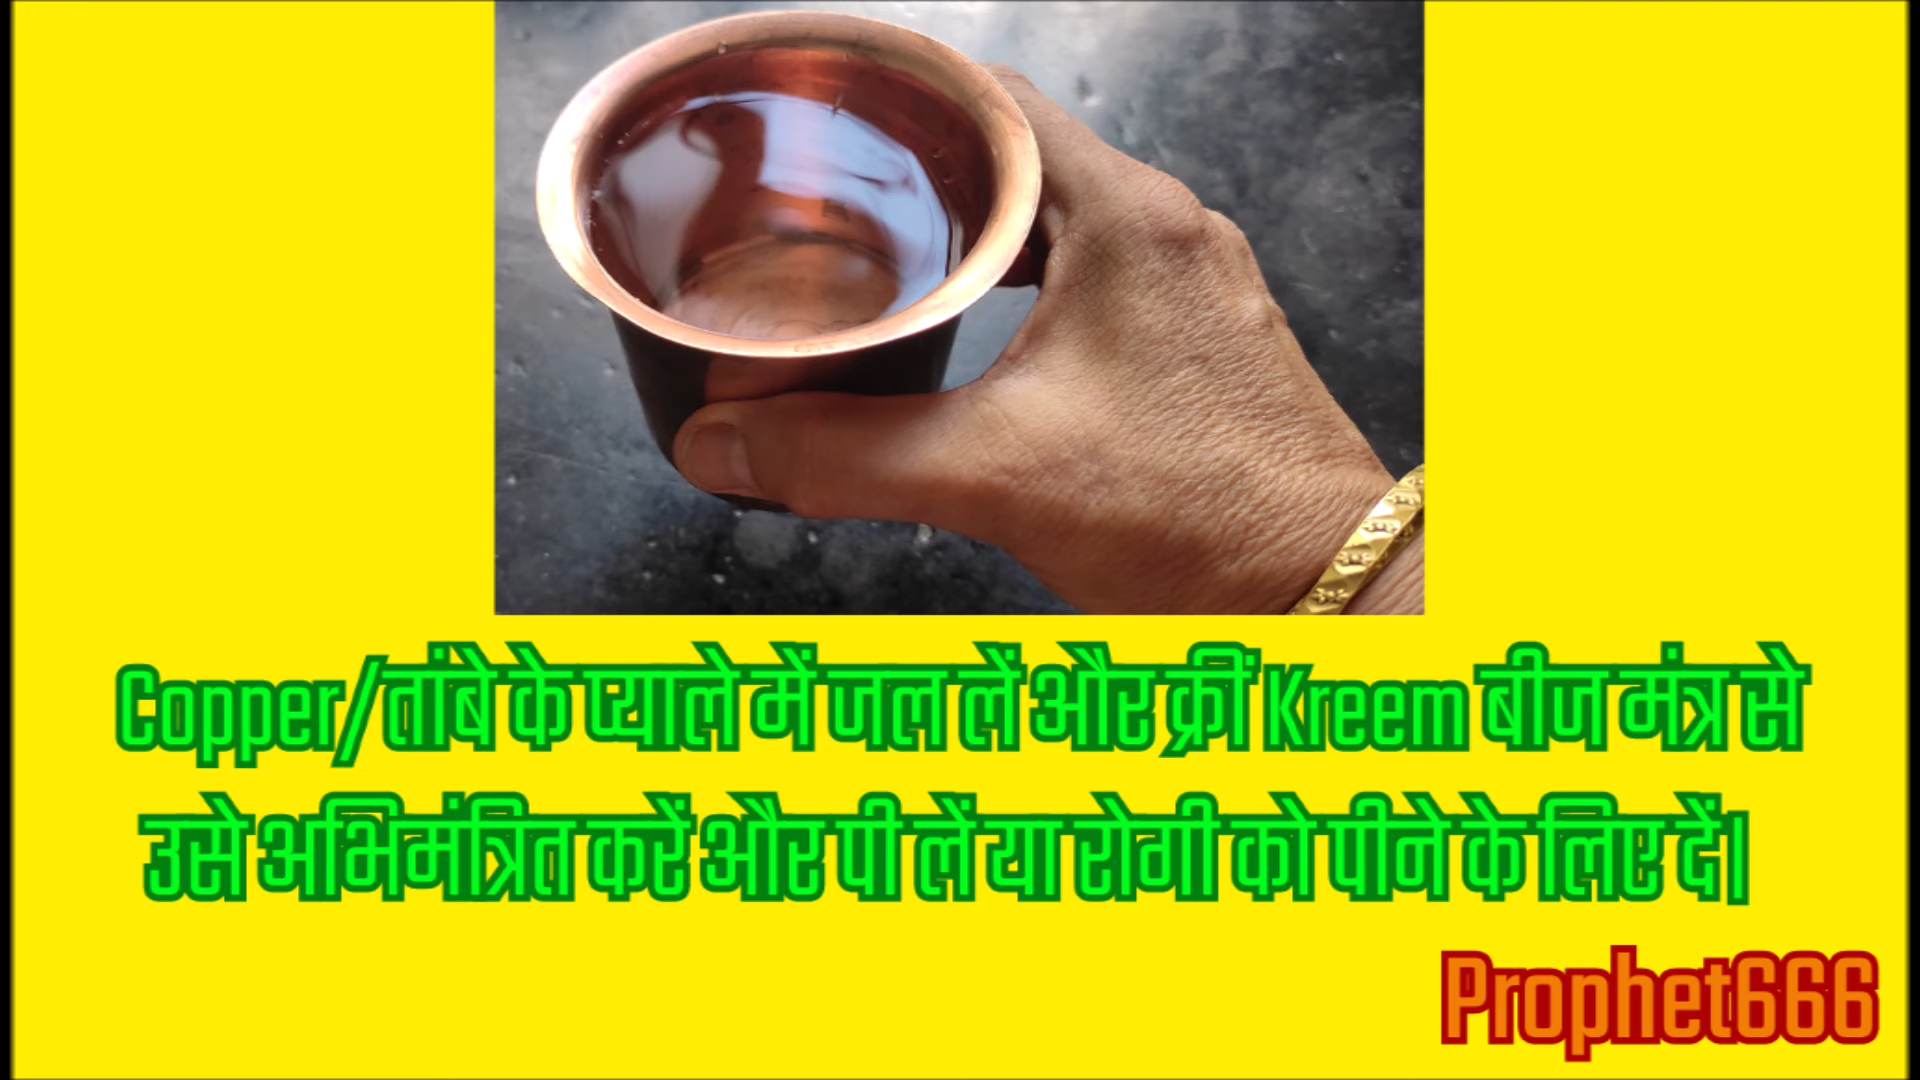 Copper/तांबे के प्याले में जल लें और क्रीं Kreem बीज मंत्र से
उसे अभिमंत्रित करें और पी लें या रोगी को पीने के लिए दें।
Prophet666